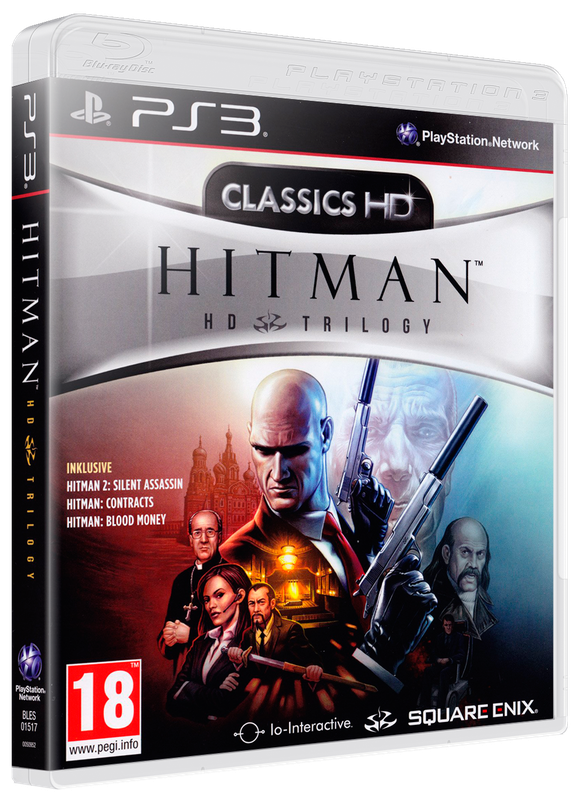 Blu-ray Disc
PLAYSTATION 3
PS3
PlayStation®Network
CLASSICS HD
HITMAN™
HD TRILOGY
INKLUSIVE
HITMAN 2: SILENT ASSASSIN
HITMAN: CONTRACTS
HITMAN: BLOOD MONEY
18
www.pegi.info
Io-Interactive
SQUARE ENIX.
PS3
HITMAN™
HD TRILOGY
PlayStation
Network
BLES
01517